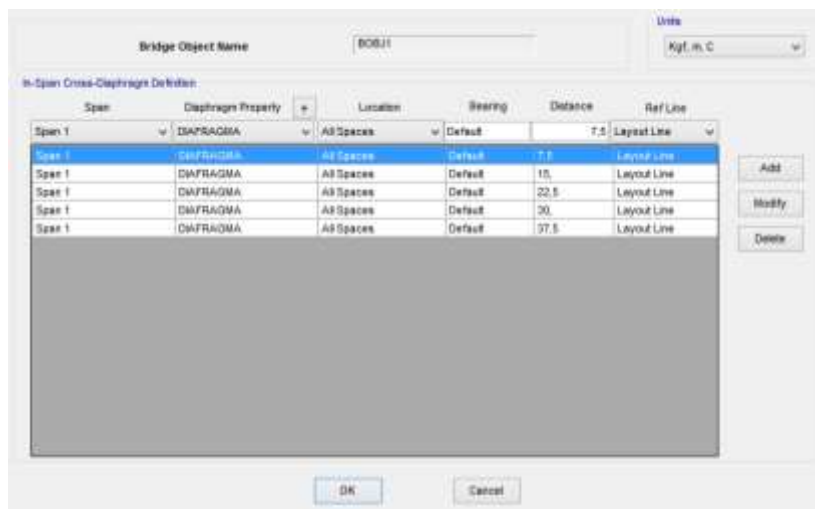 Units
Bridge Object Name BOBJ1 Kgf, m, C
In-Span Cross-Diaphragm Definition
Span Diaphragm Property + Location Bearing Distance Ref Line
Span 1 DIAFRAGMA All Spaces Default 7,5 Layout Line
Span 1 DIAFRAGMA All Spaces Default 7,5 Layout Line
Span 1 DIAFRAGMA All Spaces Default 15, Layout Line
Span 1 DIAFRAGMA All Spaces Default 22,5 Layout Line
Span 1 DIAFRAGMA All Spaces Default 30, Layout Line
Span 1 DIAFRAGMA All Spaces Default 37,5 Layout Line
Add
Modify
Delete
OK Cancel